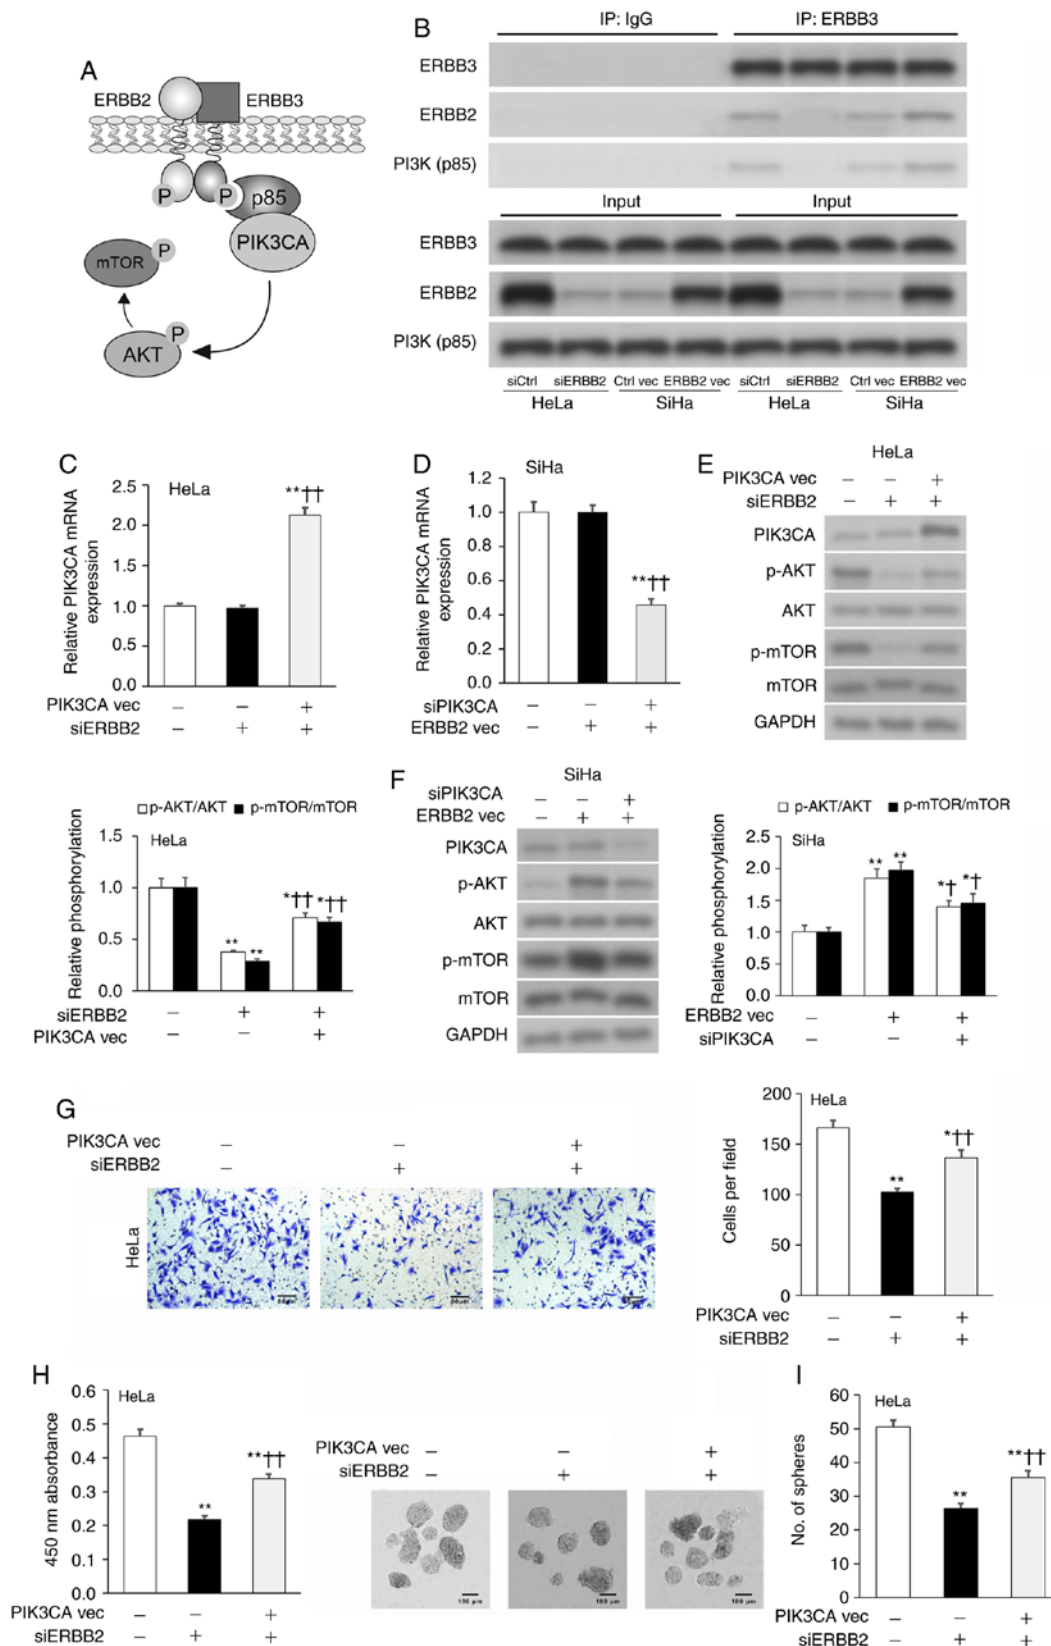 A
ERBB2
ERBB3
P
P
p85
PIK3CA
mTOR
P
AKT
P
B
IP: IgG
IP: ERBB3
ERBB3
ERBB2
PI3K (p85)
Input
Input
ERBB3
ERBB2
PI3K (p85)
siCtrl siERBB2 Ctrl vec ERBB2 vec siCtrl siERBB2 Ctrl vec ERBB2 vec
HeLa SiHa HeLa SiHa
C
HeLa
Relative PIK3CA mRNA
expression
2.5
2.0
1.5
1.0
0.5
0.0
**††
PIK3CA vec − − +
siERBB2 − + +
D
SiHa
Relative PIK3CA mRNA
expression
1.2
1.0
0.8
0.6
0.4
0.2
0.0
**††
siPIK3CA − − +
ERBB2 vec − + +
E
HeLa
PIK3CA vec − − +
siERBB2 − + +
PIK3CA
p-AKT
AKT
p-mTOR
mTOR
GAPDH
p-AKT/AKT p-mTOR/mTOR
HeLa
Relative phosphorylation
1.5
1.0
0.5
0.0
** **
*†† *††
siERBB2 − + +
PIK3CA vec − − +
F
SiHa
siPIK3CA − − +
ERBB2 vec − + +
PIK3CA
p-AKT
AKT
p-mTOR
mTOR
GAPDH
p-AKT/AKT p-mTOR/mTOR
SiHa
Relative phosphorylation
2.5
2.0
1.5
1.0
0.5
0.0
** **
*† *†
ERBB2 vec − + +
siPIK3CA − − +
G
PIK3CA vec − − +
siERBB2 − + +
HeLa
HeLa
Cells per field
200
150
100
50
0
**
*††
PIK3CA vec − − +
siERBB2 − + +
H
HeLa
450 nm absorbance
0.6
0.5
0.4
0.3
0.2
0.1
0.0
**
**††
PIK3CA vec − − +
siERBB2 − + +
PIK3CA vec − − +
siERBB2 − + +
100 μm
100 μm
100 μm
I
HeLa
No. of spheres
60
50
40
30
20
10
0
**
**††
PIK3CA vec − − +
siERBB2 − + +